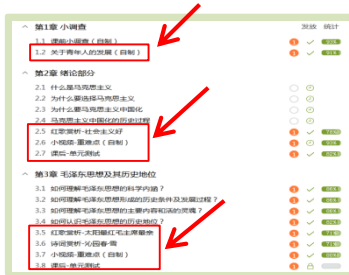 第1章 小调查
发放 统计
1.1 课前小调查（自制）
1.2 关于青年人的发展（自制）
第2章 绪论部分
2.1 什么是马克思主义
2.2 为什么要选择马克思主义
2.3 为什么要马克思主义中国化
2.4 马克思主义中国化的历史过程
2.5 红歌赏析-社会主义好
2.6 小视频-重难点（自制）
2.7 课后-单元测试
第3章 毛泽东思想及其历史地位
3.1 如何理解毛泽东思想的科学内涵？
3.2 如何理解毛泽东思想形成的历史条件及发展过程？
3.3 如何理解毛泽东思想的主要内容和活的灵魂？
3.4 如何认识毛泽东思想的历史地位？
3.5 红歌赏析-太阳最红毛主席最亲
3.6 诗词赏析-沁园春·雪
3.7 小视频-重难点（自制）
3.8 课后-单元测试